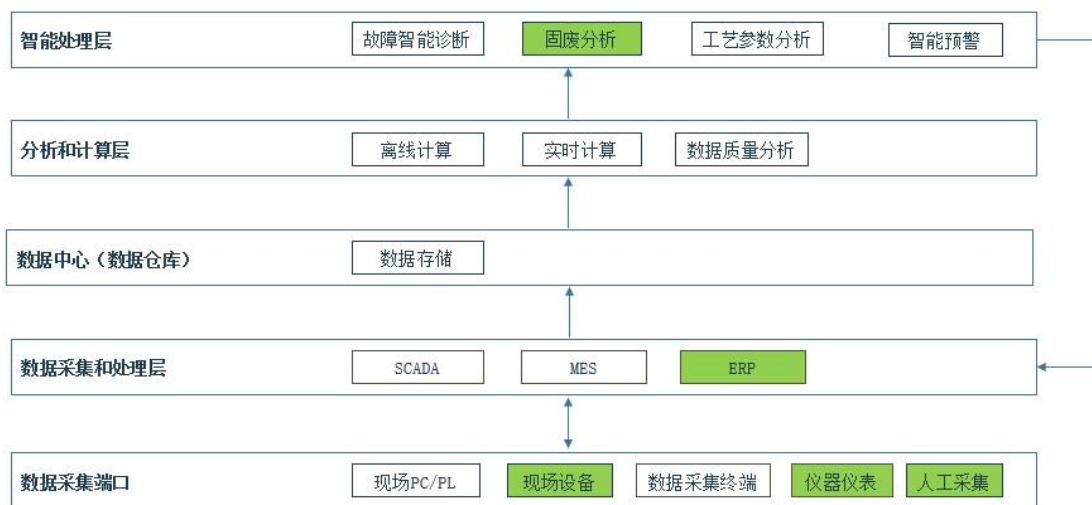 智能处理层 故障智能诊断 固废分析 工艺参数分析 智能预警
分析和计算层 离线计算 实时计算 数据质量分析
数据中心（数据仓库） 数据存储
数据采集和处理层 SCADA MES ERP
数据采集端口 现场PC/PL 现场设备 数据采集终端 仪器仪表 人工采集